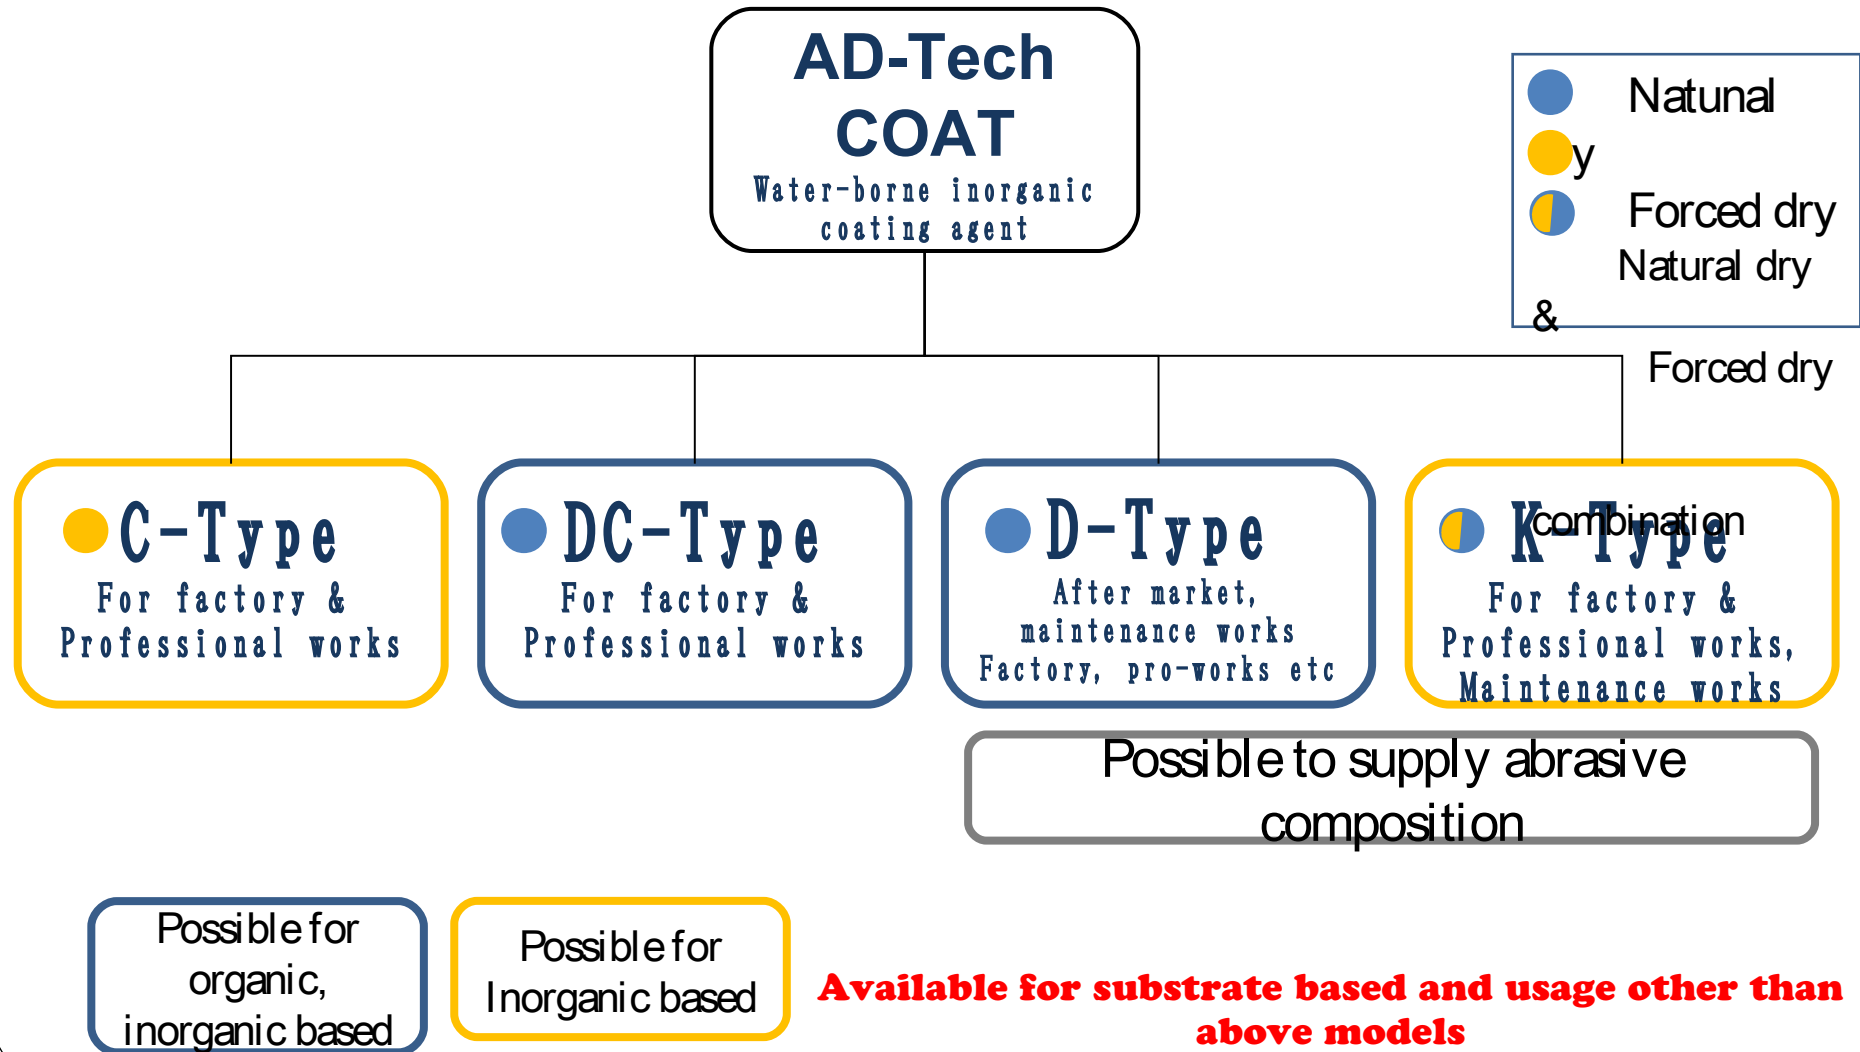 AD-Tech
COAT
Water-borne inorganic
coating agent
Natunal
y
Forced dry
Natural dry
&
Forced dry
combination
C-Type
For factory &
Professional works
DC-Type
For factory &
Professional works
D-Type
After market,
maintenance works
Factory, pro-works etc
K-Type
For factory &
Professional works,
Maintenance works
Possible to supply abrasive
composition
Possible for
organic,
inorganic based
Possible for
Inorganic based
Available for substrate based and usage other than
above models